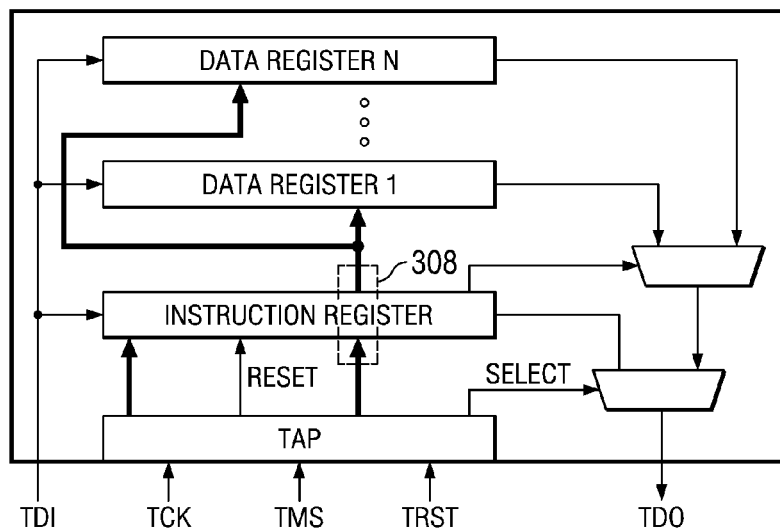 DATA REGISTER N
DATA REGISTER 1
308
INSTRUCTION REGISTER
RESET
SELECT
TAP
TDI TCK TMS TRST TDO